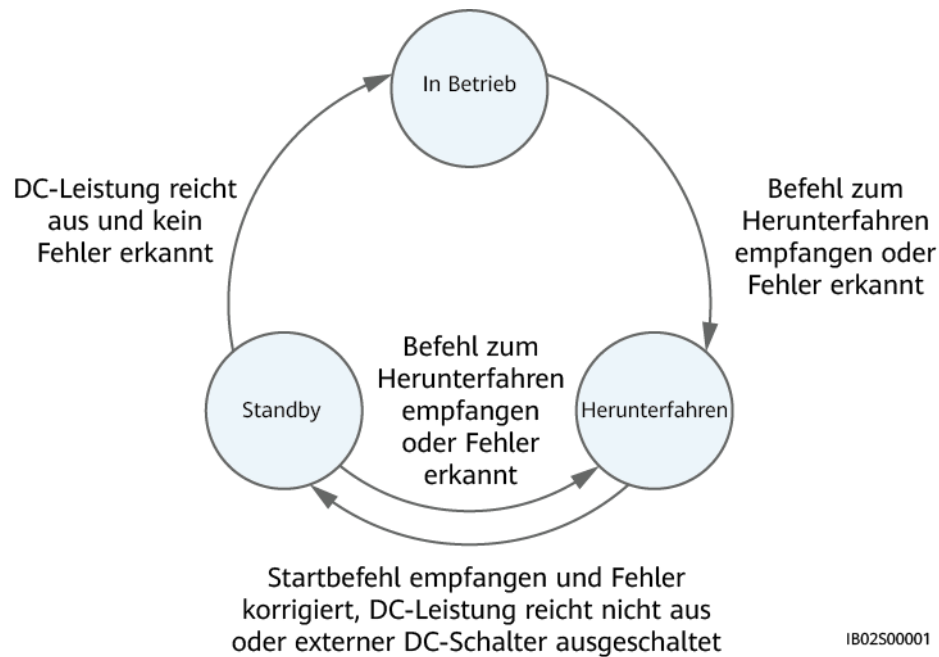 In Betrieb
DC-Leistung reicht
aus und kein
Fehler erkannt
Befehl zum
Herunterfahren
empfangen oder
Fehler erkannt
Befehl zum
Herunterfahren
empfangen
oder Fehler
erkannt
Standby
Herunterfahren
Startbefehl empfangen und Fehler
korrigiert, DC-Leistung reicht nicht aus
oder externer DC-Schalter ausgeschaltet
IB02S00001